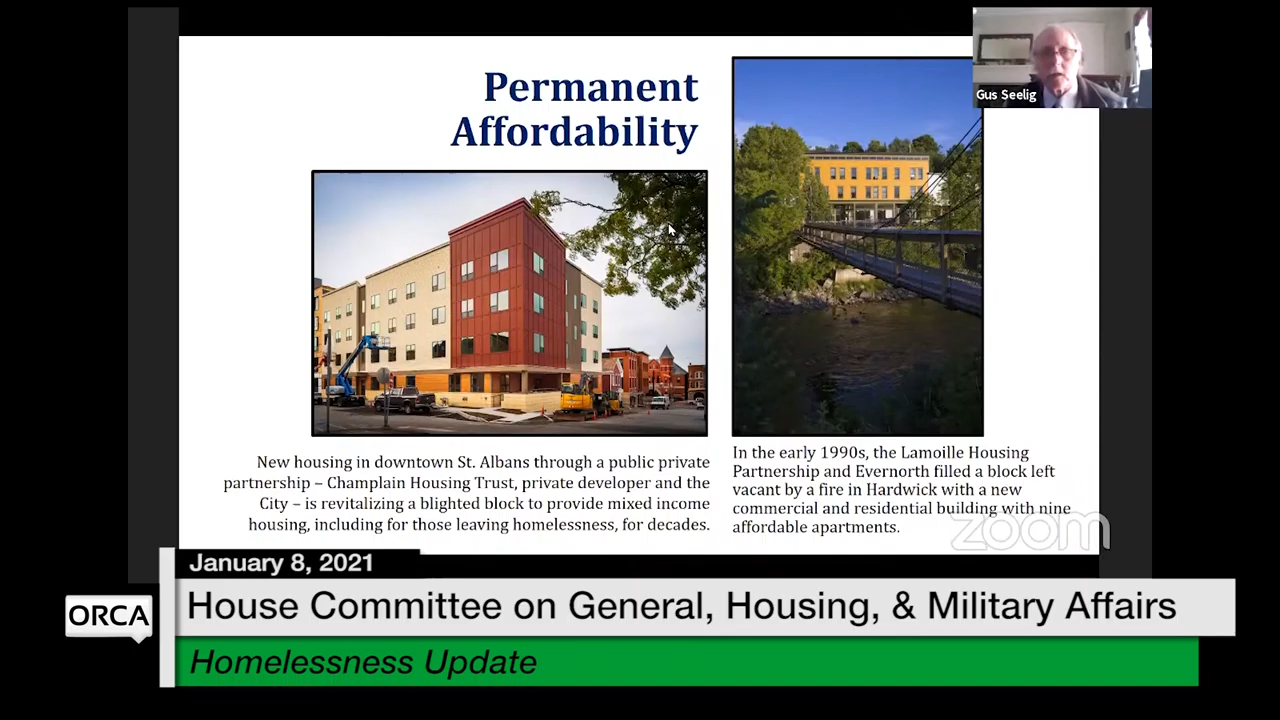 Permanent
Affordability
Gus Seelig
New housing in downtown St. Albans through a public private
partnership – Champlain Housing Trust, private developer and the
City – is revitalizing a blighted block to provide mixed income
housing, including for those leaving homelessness, for decades.
In the early 1990s, the Lamoille Housing
Partnership and Evernorth filled a block left
vacant by a fire in Hardwick with a new
commercial and residential building with nine
affordable apartments.
zoom
January 8, 2021
ORCA
House Committee on General, Housing, & Military Affairs
Homelessness Update